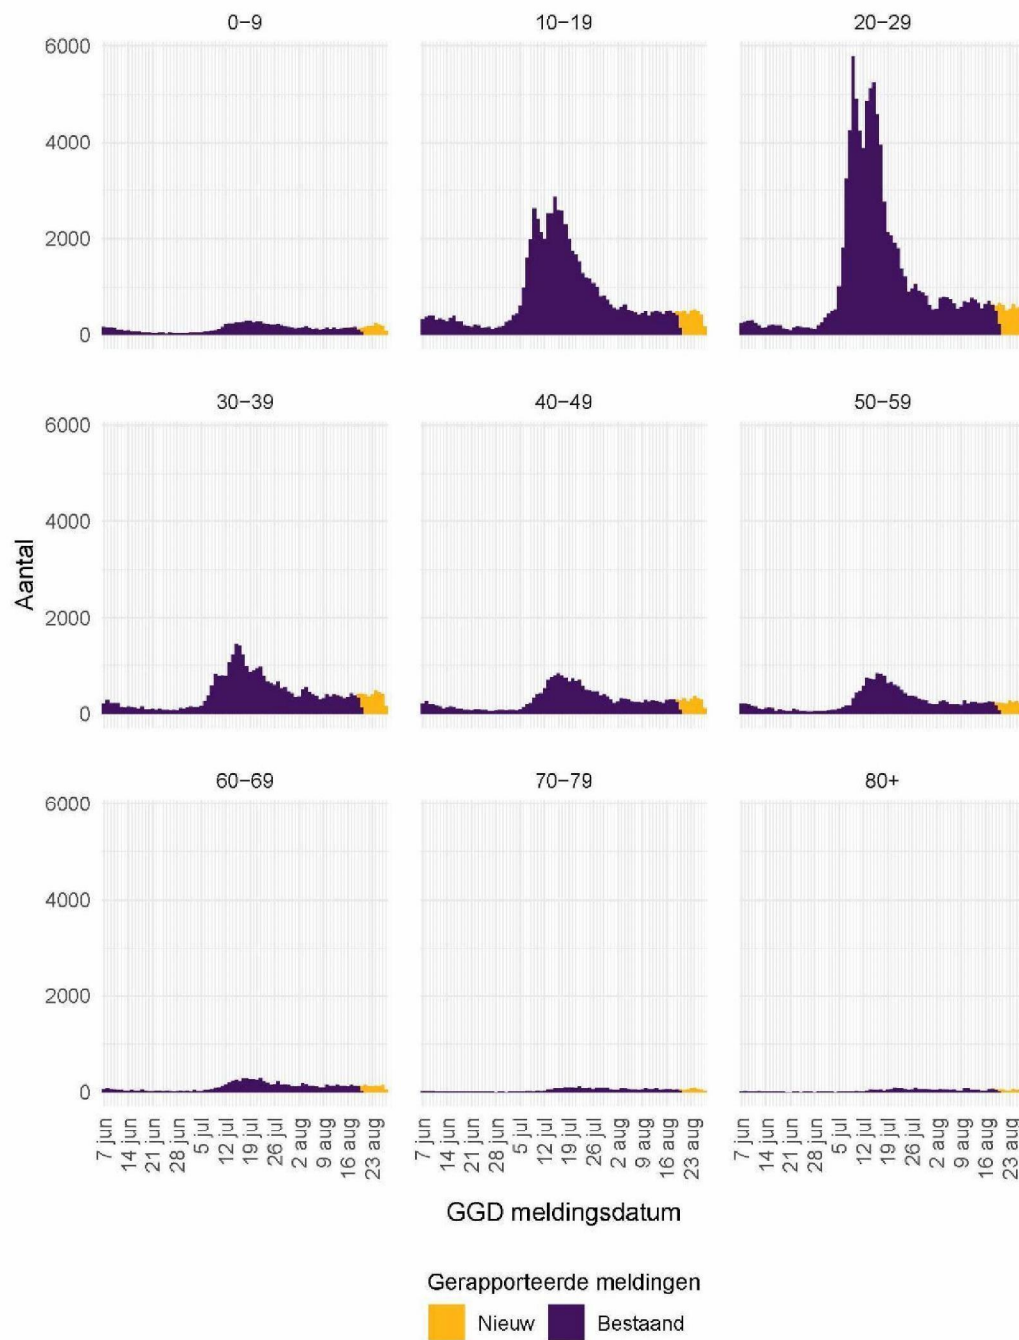 0−9 10−19 20−29
6000
4000
2000
0
30−39 40−49 50−59
6000
4000
2000
0
Aantal
60−69 70−79 80+
6000
4000
2000
0
7 jun 14 jun 21 jun 28 jun 5 jul 12 jul 19 jul 26 jul 2 aug 9 aug 16 aug 23 aug
7 jun 14 jun 21 jun 28 jun 5 jul 12 jul 19 jul 26 jul 2 aug 9 aug 16 aug 23 aug
7 jun 14 jun 21 jun 28 jun 5 jul 12 jul 19 jul 26 jul 2 aug 9 aug 16 aug 23 aug
GGD meldingsdatum
Gerapporteerde meldingen
Nieuw Bestaand